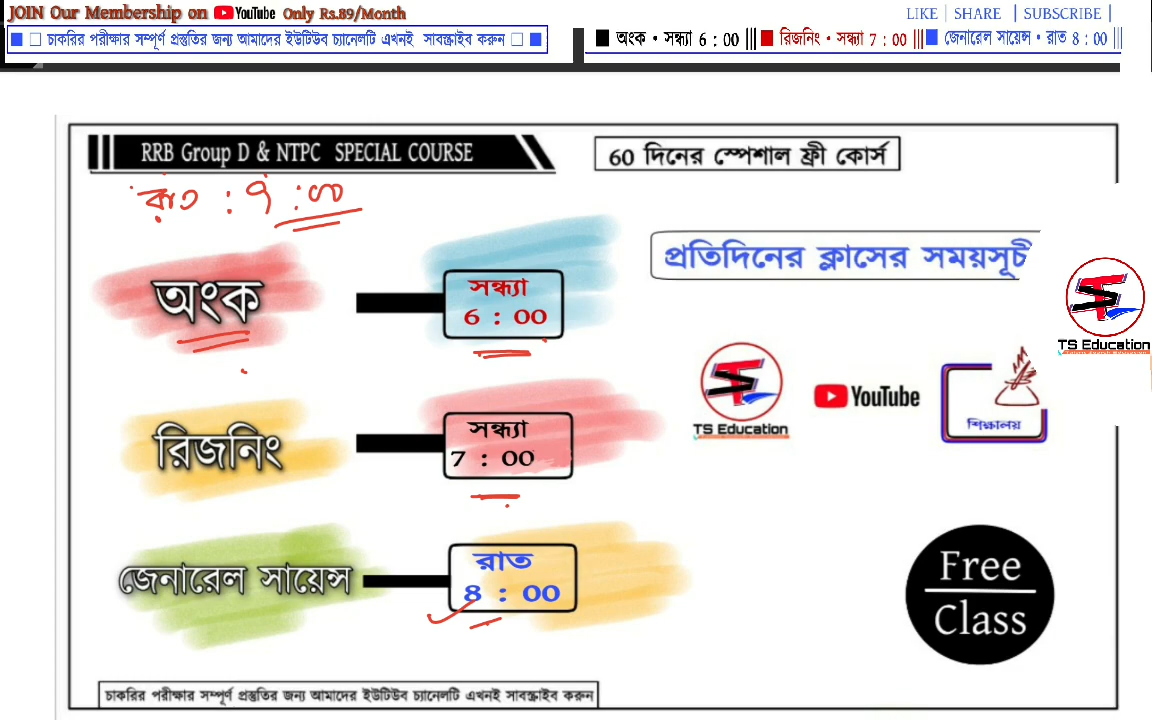 JOIN Our Membership on YouTube Only Rs.89/Month
LIKE | SHARE | SUBSCRIBE |
চাকরির পরীক্ষার সম্পূর্ণ প্রস্তুতির জন্য আমাদের ইউটিউব চ্যানেলটি এখনই সাবস্ক্রাইব করুন
অংক • সন্ধ্যা 6 : 00 ||| রিজনিং • সন্ধ্যা 7 : 00 ||| জেনারেল সায়েন্স • রাত 8 : 00 |||
RRB Group D & NTPC SPECIAL COURSE
60 দিনের স্পেশাল ফ্রী কোর্স
রাত : ৭ : ০০
প্রতিদিনের ক্লাসের সময়সূচী
অংক
সন্ধ্যা
6 : 00
TS Education
TS Education
YouTube
শিক্ষালয়
রিজনিং
সন্ধ্যা
7 : 00
জেনারেল সায়েন্স
রাত
8 : 00
Free
Class
চাকরির পরীক্ষার সম্পূর্ণ প্রস্তুতির জন্য আমাদের ইউটিউব চ্যানেলটি এখনই সাবস্ক্রাইব করুন